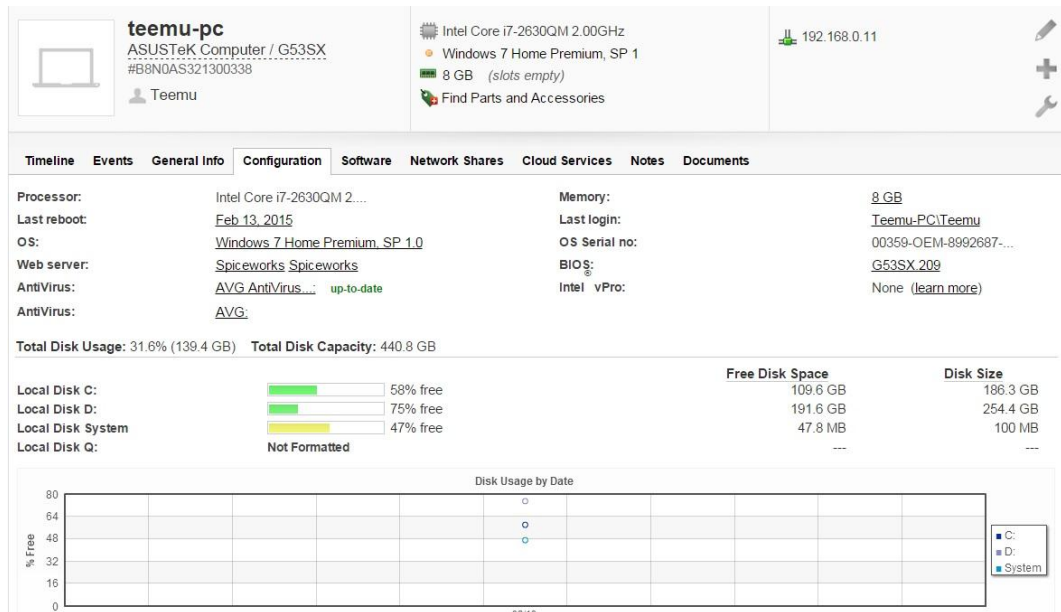 teemu-pc
ASUSTeK Computer / G53SX
#B8N0AS321300338
Teemu
Intel Core i7-2630QM 2.00GHz
Windows 7 Home Premium, SP 1
8 GB (slots empty)
Find Parts and Accessories
192.168.0.11
Timeline Events General Info Configuration Software Network Shares Cloud Services Notes Documents
Processor: Intel Core i7-2630QM 2.... Memory: 8 GB
Last reboot: Feb 13, 2015 Last login: Teemu-PC\Teemu
OS: Windows 7 Home Premium, SP 1.0 OS Serial no: 00359-OEM-8992687-...
Web server: Spiceworks Spiceworks BIOS: G53SX.209
AntiVirus: AVG AntiVirus...: up-to-date Intel® vPro: None (learn more)
AntiVirus: AVG:
Total Disk Usage: 31.6% (139.4 GB) Total Disk Capacity: 440.8 GB
Free Disk Space Disk Size
Local Disk C: 58% free 109.6 GB 186.3 GB
Local Disk D: 75% free 191.6 GB 254.4 GB
Local Disk System 47% free 47.8 MB 100 MB
Local Disk Q: Not Formatted --- ---
Disk Usage by Date
% Free
80
64
48
32
16
0
C:
D:
System